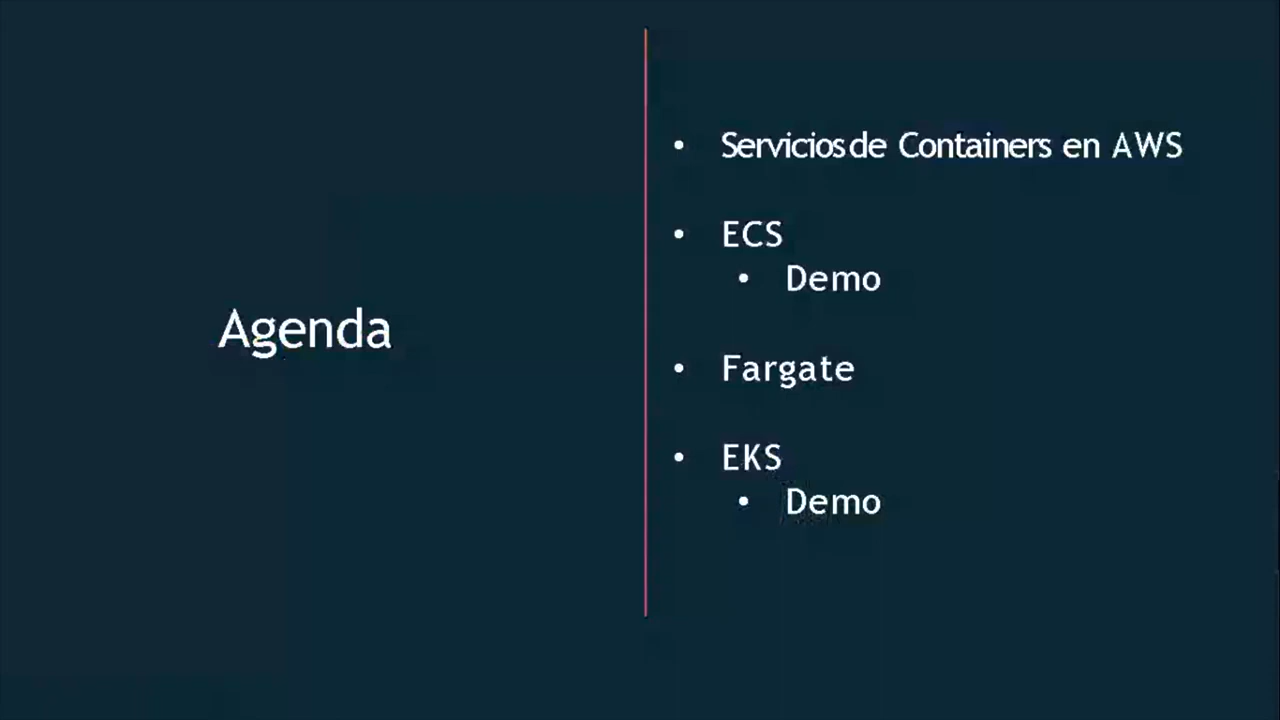 Agenda
• Servicios de Containers en AWS
• ECS
• Demo
• Fargate
• EKS
• Demo